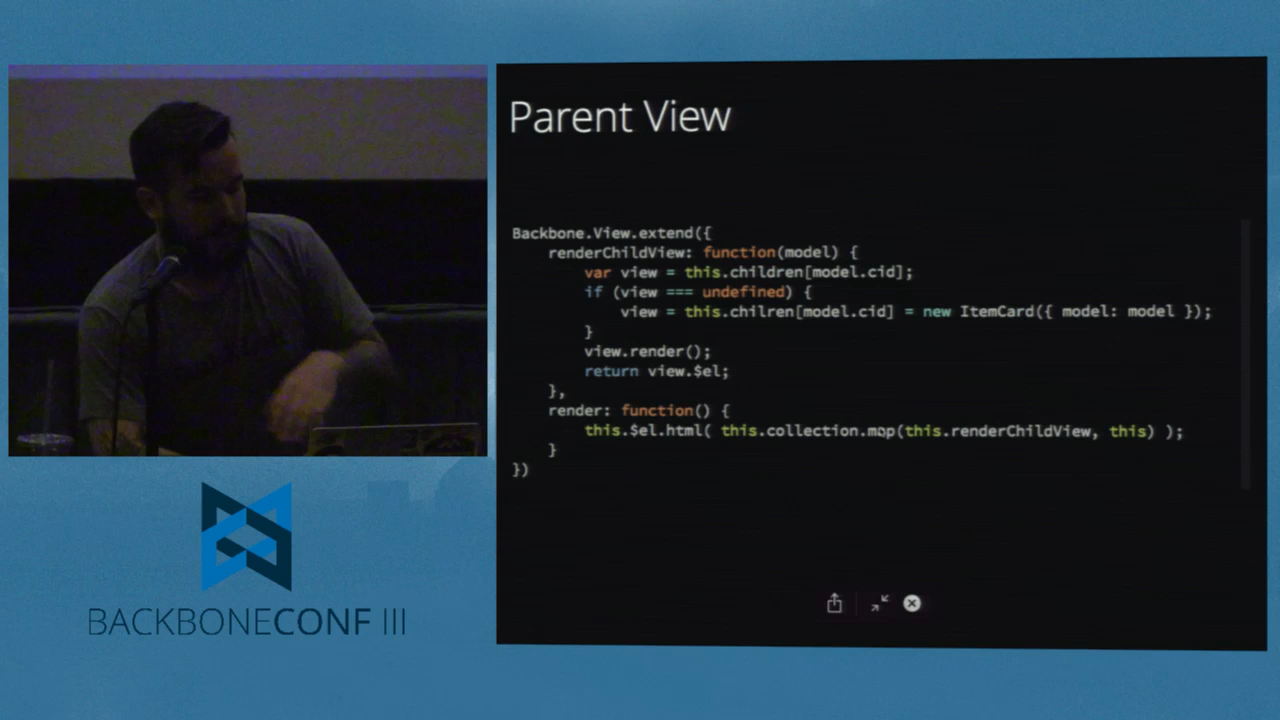 Parent View
Backbone.View.extend({
    renderChildView: function(model) {
        var view = this.children[model.cid];
        if (view === undefined) {
            view = this.chilren[model.cid] = new ItemCard({ model: model });
        }
        view.render();
        return view.$el;
    },
    render: function() {
        this.$el.html( this.collection.map(this.renderChildView, this) );
    }
})
BACKBONECONF III